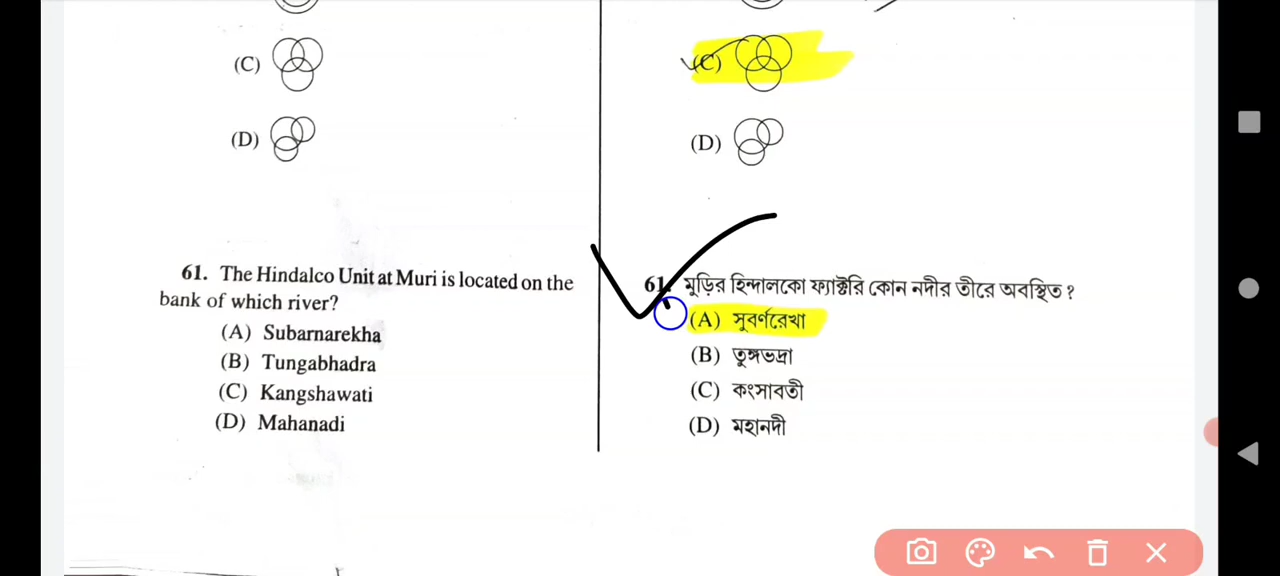 (C)
(D)
61. The Hindalco Unit at Muri is located on the
bank of which river?
(A) Subarnarekha
(B) Tungabhadra
(C) Kangshawati
(D) Mahanadi
(C)
(D)
61. মুড়ির হিন্দালকো ফ্যাক্টরি কোন নদীর তীরে অবস্থিত ?
(A) সুবর্ণরেখা
(B) তুঙ্গভদ্রা
(C) কংসাবতী
(D) মহানদী